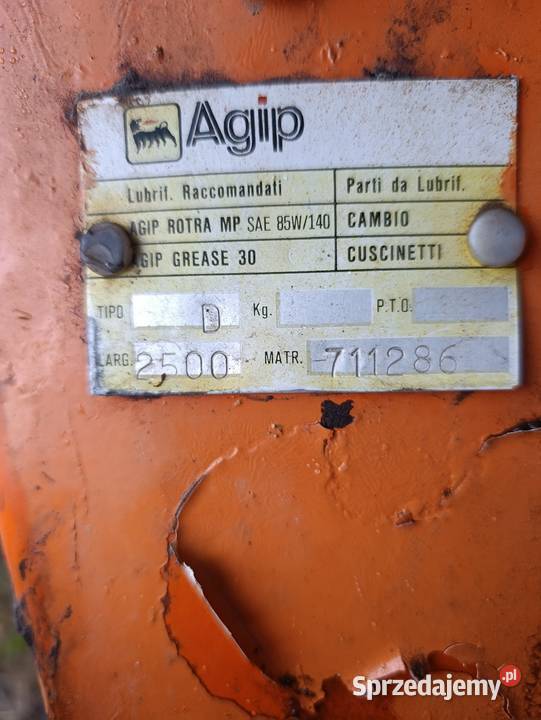 Agip
Lubrif. Raccomandati Parti da Lubrif.
AGIP ROTRA MP SAE 85W/140 CAMBIO
AGIP GREASE 30 CUSCINETTI
TIPO D Kg. P.T.O.
LARG. 2500 MATR. 711286
Sprzedajemy.pl